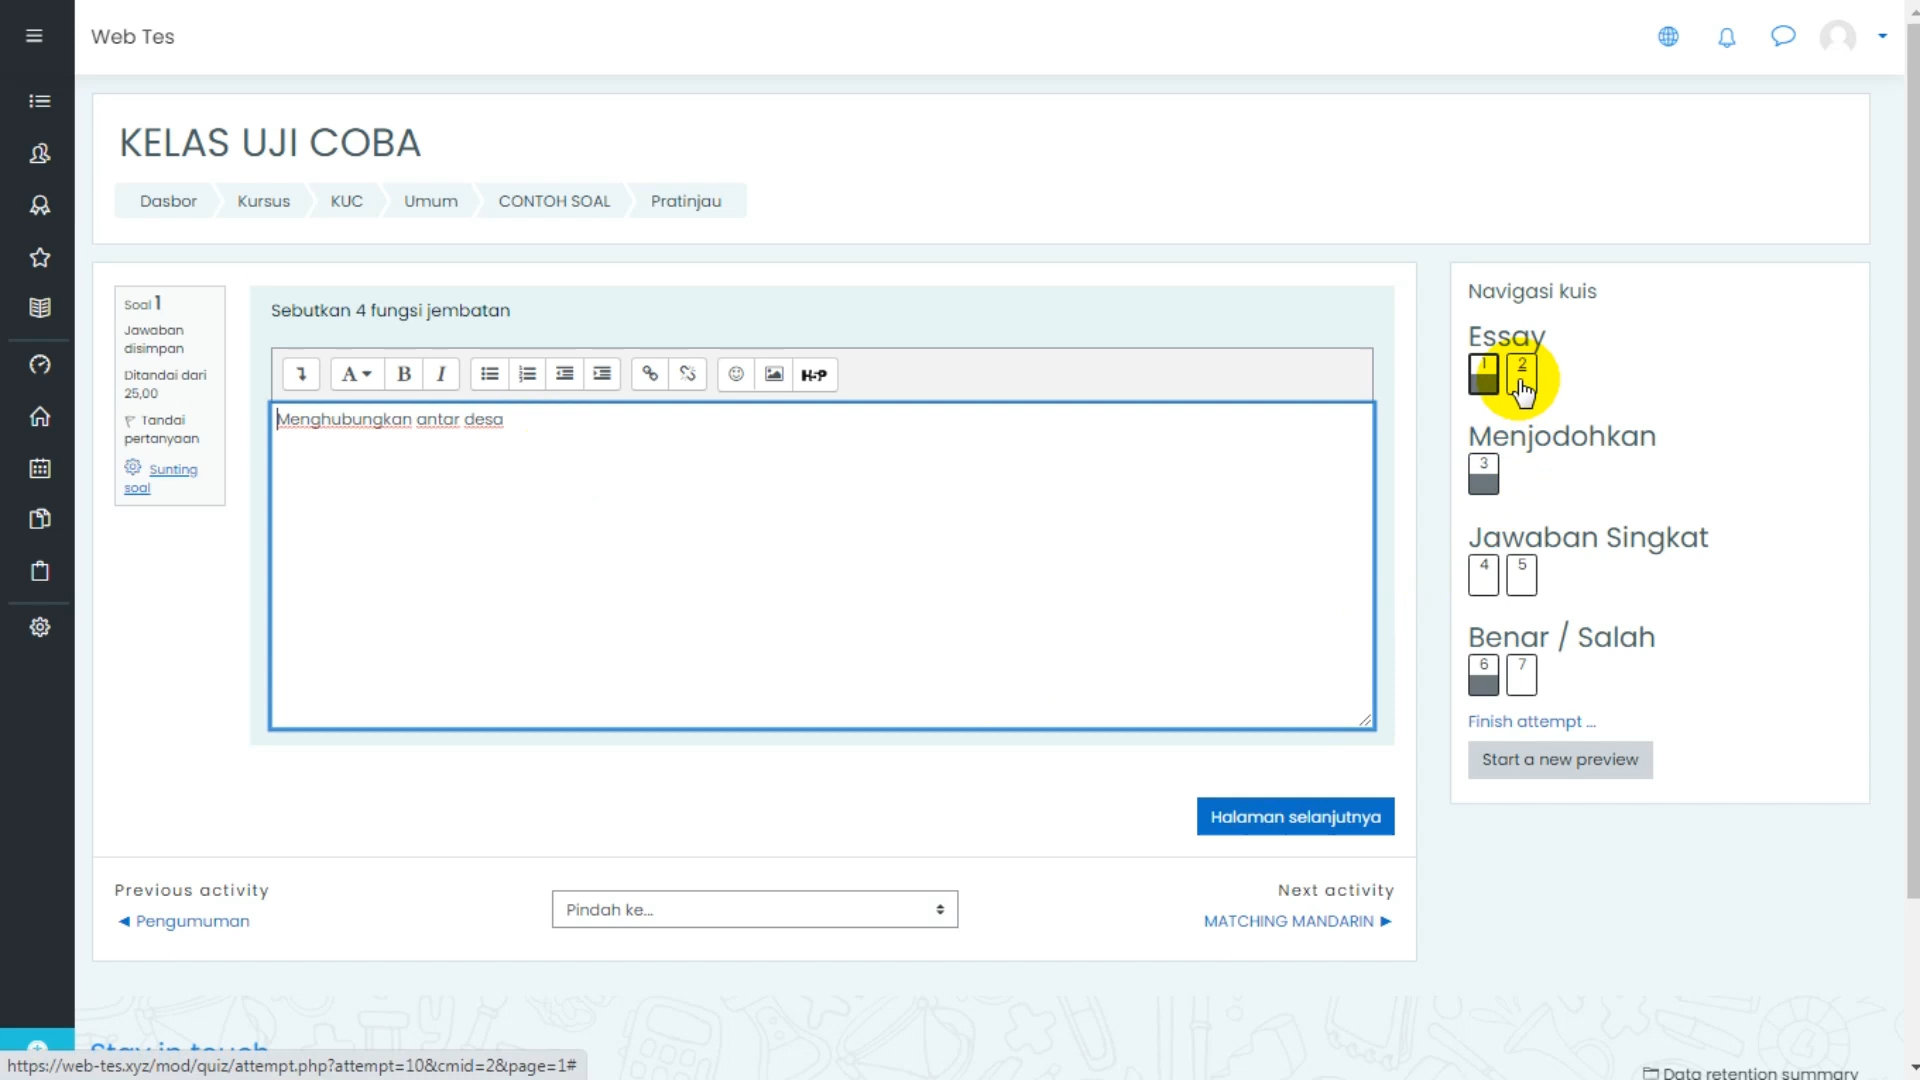 Web Tes
KELAS UJI COBA
Dasbor
Kursus
KUC
Umum
CONTOH SOAL
Pratinjau
Soal 1
Jawaban
disimpan
Ditandai dari
25,00
Tandai
pertanyaan
Sunting
soal
Sebutkan 4 fungsi jembatan
A B I
H-P
Menghubungkan antar desa
Halaman selanjutnya
Previous activity
◄ Pengumuman
Pindah ke...
Next activity
MATCHING MANDARIN ►
Navigasi kuis
Essay
1 2
Menjodohkan
3
Jawaban Singkat
4 5
Benar / Salah
6 7
Finish attempt ...
Start a new preview
Stay in touch
https://web-tes.xyz/mod/quiz/attempt.php?attempt=10&cmid=2&page=1#
Data retention summary